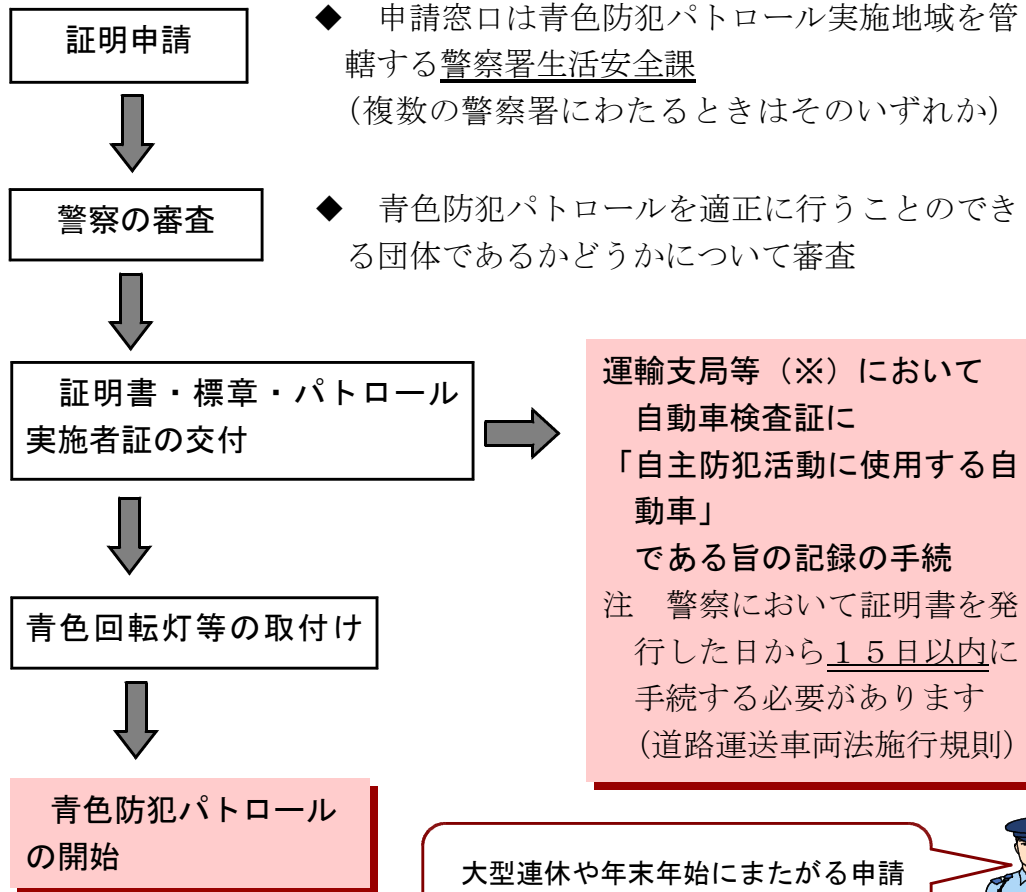 証明申請
◆　申請窓口は青色防犯パトロール実施地域を管
轄する警察署生活安全課
（複数の警察署にわたるときはそのいずれか）
警察の審査
◆　青色防犯パトロールを適正に行うことのでき
る団体であるかどうかについて審査
証明書・標章・パトロール
実施者証の交付
運輸支局等（※）において
自動車検査証に
「自主防犯活動に使用する自
動車」
である旨の記録の手続
注　警察において証明書を発
行した日から１５日以内に
手続する必要があります
（道路運送車両法施行規則）
青色回転灯等の取付け
青色防犯パトロール
の開始
大型連休や年末年始にまたがる申請